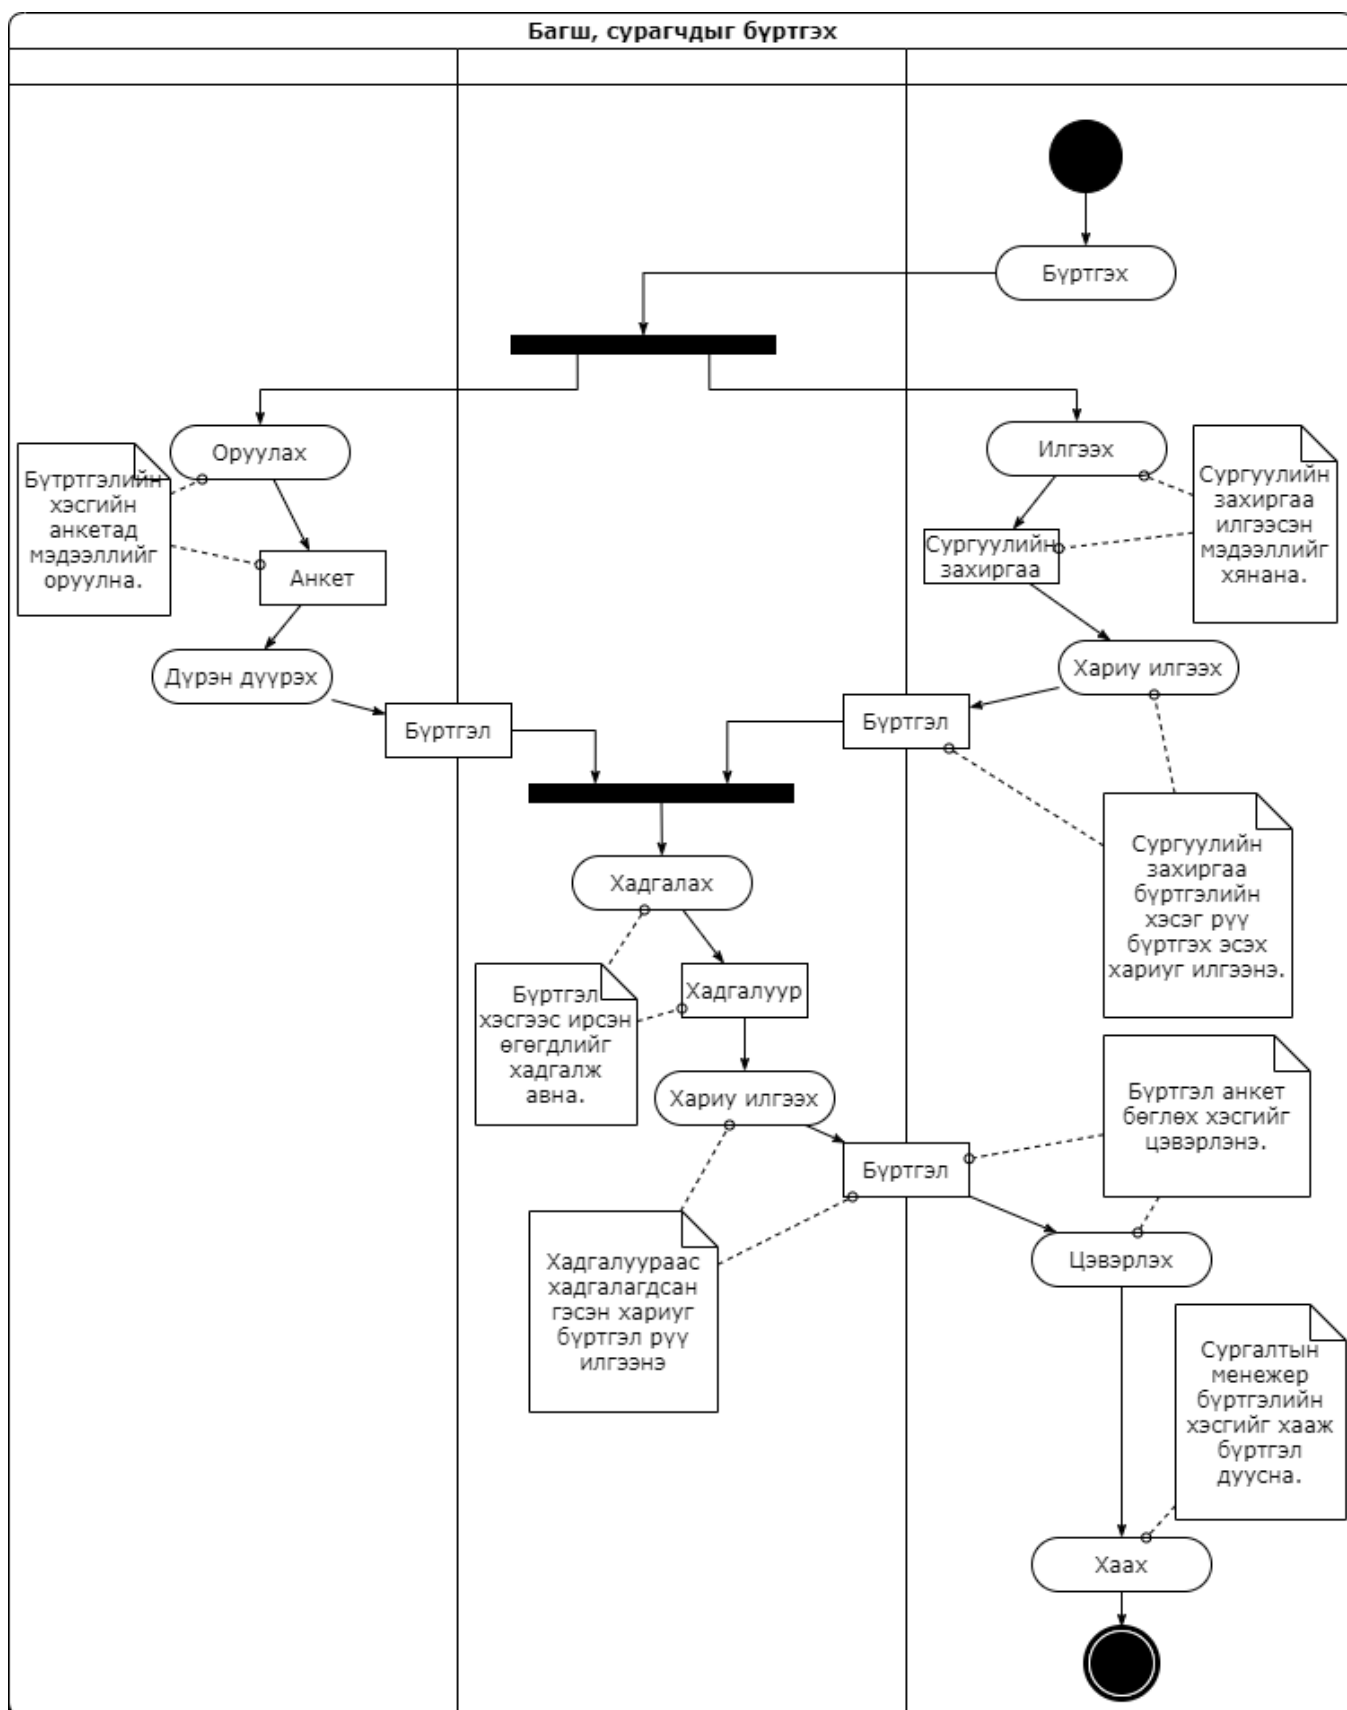 Багш, сурагчдыг бүртгэх
Бүртгэх
Оруулах
Бүтртгэлийн
хэсгийн
анкетад
мэдээллийг
оруулна.
Анкет
Дүрэн дүүрэх
Бүртгэл
Илгээх
Сургуулийн
захиргаа
илгээсэн
мэдээллийг
хянана.
Сургуулийн
захиргаа
Хариу илгээх
Бүртгэл
Сургуулийн
захиргаа
бүртгэлийн
хэсэг рүү
бүртгэх эсэх
хариуг илгээнэ.
Хадгалах
Бүртгэл
хэсгээс ирсэн
өгөгдлийг
хадгалж
авна.
Хадгалуур
Хариу илгээх
Бүртгэл анкет
бөглөх хэсгийг
цэвэрлэнэ.
Бүртгэл
Хадгалуураас
хадгалагдсан
гэсэн хариуг
бүртгэл рүү
илгээнэ
Цэвэрлэх
Сургалтын
менежер
бүртгэлийн
хэсгийг хааж
бүртгэл
дуусна.
Хаах